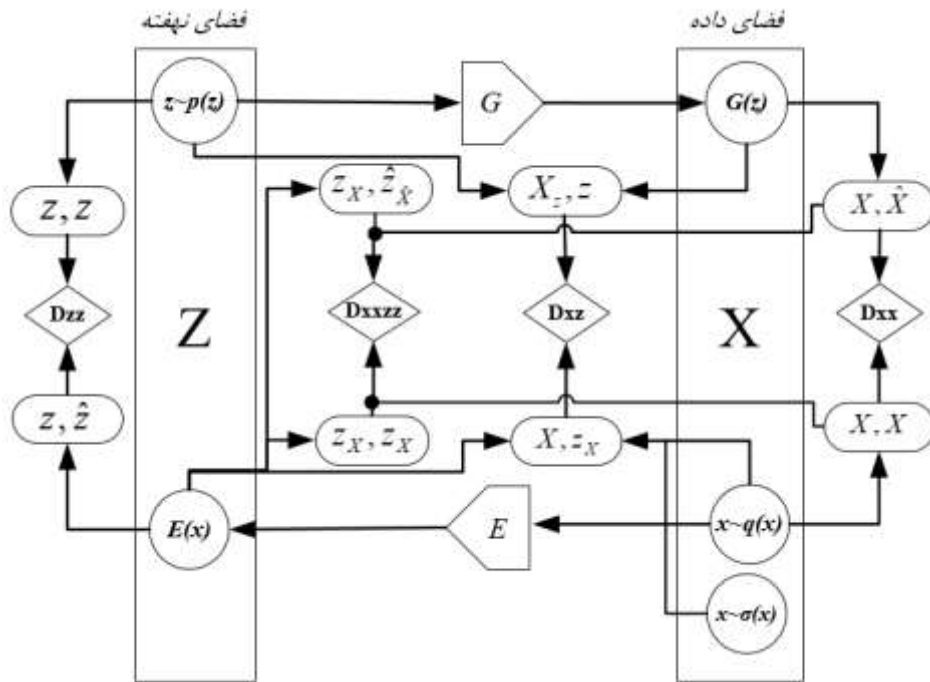 فضای نهفته
فضای داده
z~p(z)
G
G(z)
z_X, ẑ_X̂
X_z, z
z, z
X, X̂
Dzz
Z
Dxxzz
Dxz
X
Dxx
z, ẑ
z_X, z_X
X, z_X
X, X
E(x)
E
x~q(x)
x~σ(x)